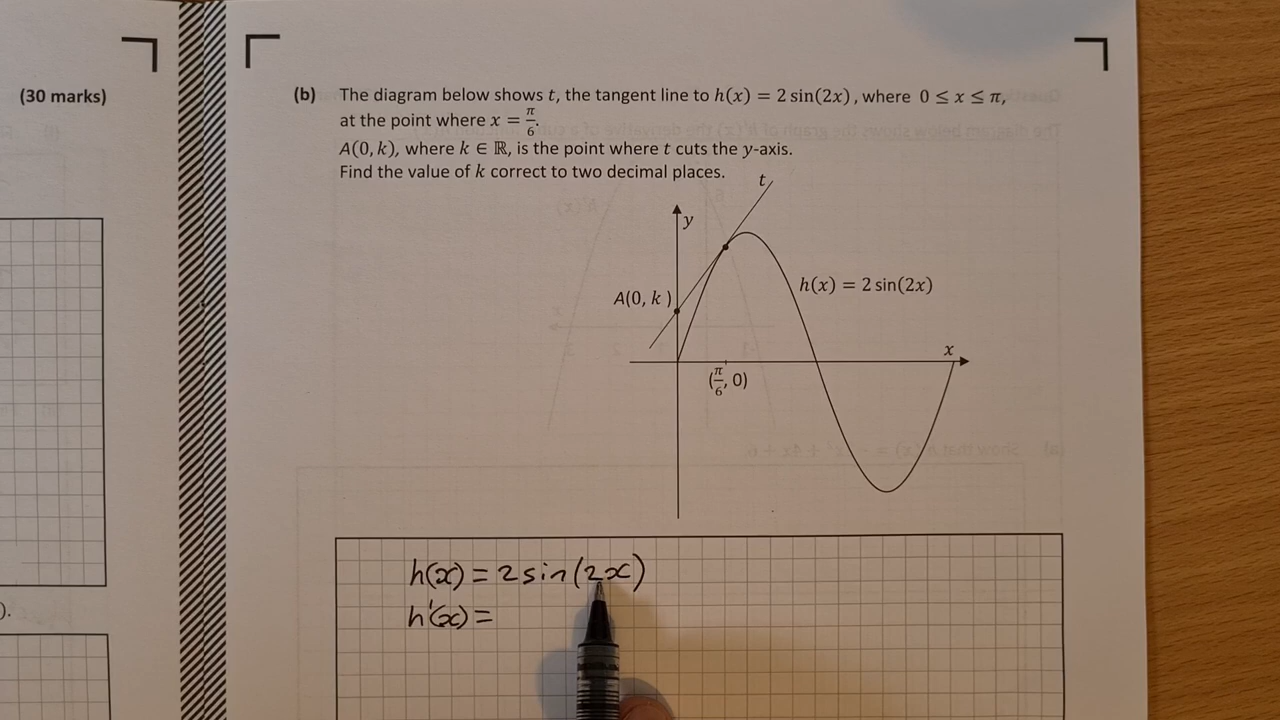 (30 marks)
(b) The diagram below shows t, the tangent line to h(x) = 2 sin(2x), where 0 ≤ x ≤ π,
at the point where x = π/6.
A(0, k), where k ∈ ℝ, is the point where t cuts the y-axis.
Find the value of k correct to two decimal places.
t
y
h(x) = 2 sin(2x)
A(0, k )
x
(π/6, 0)
h(x) = 2 sin(2x)
h'(x) =
).